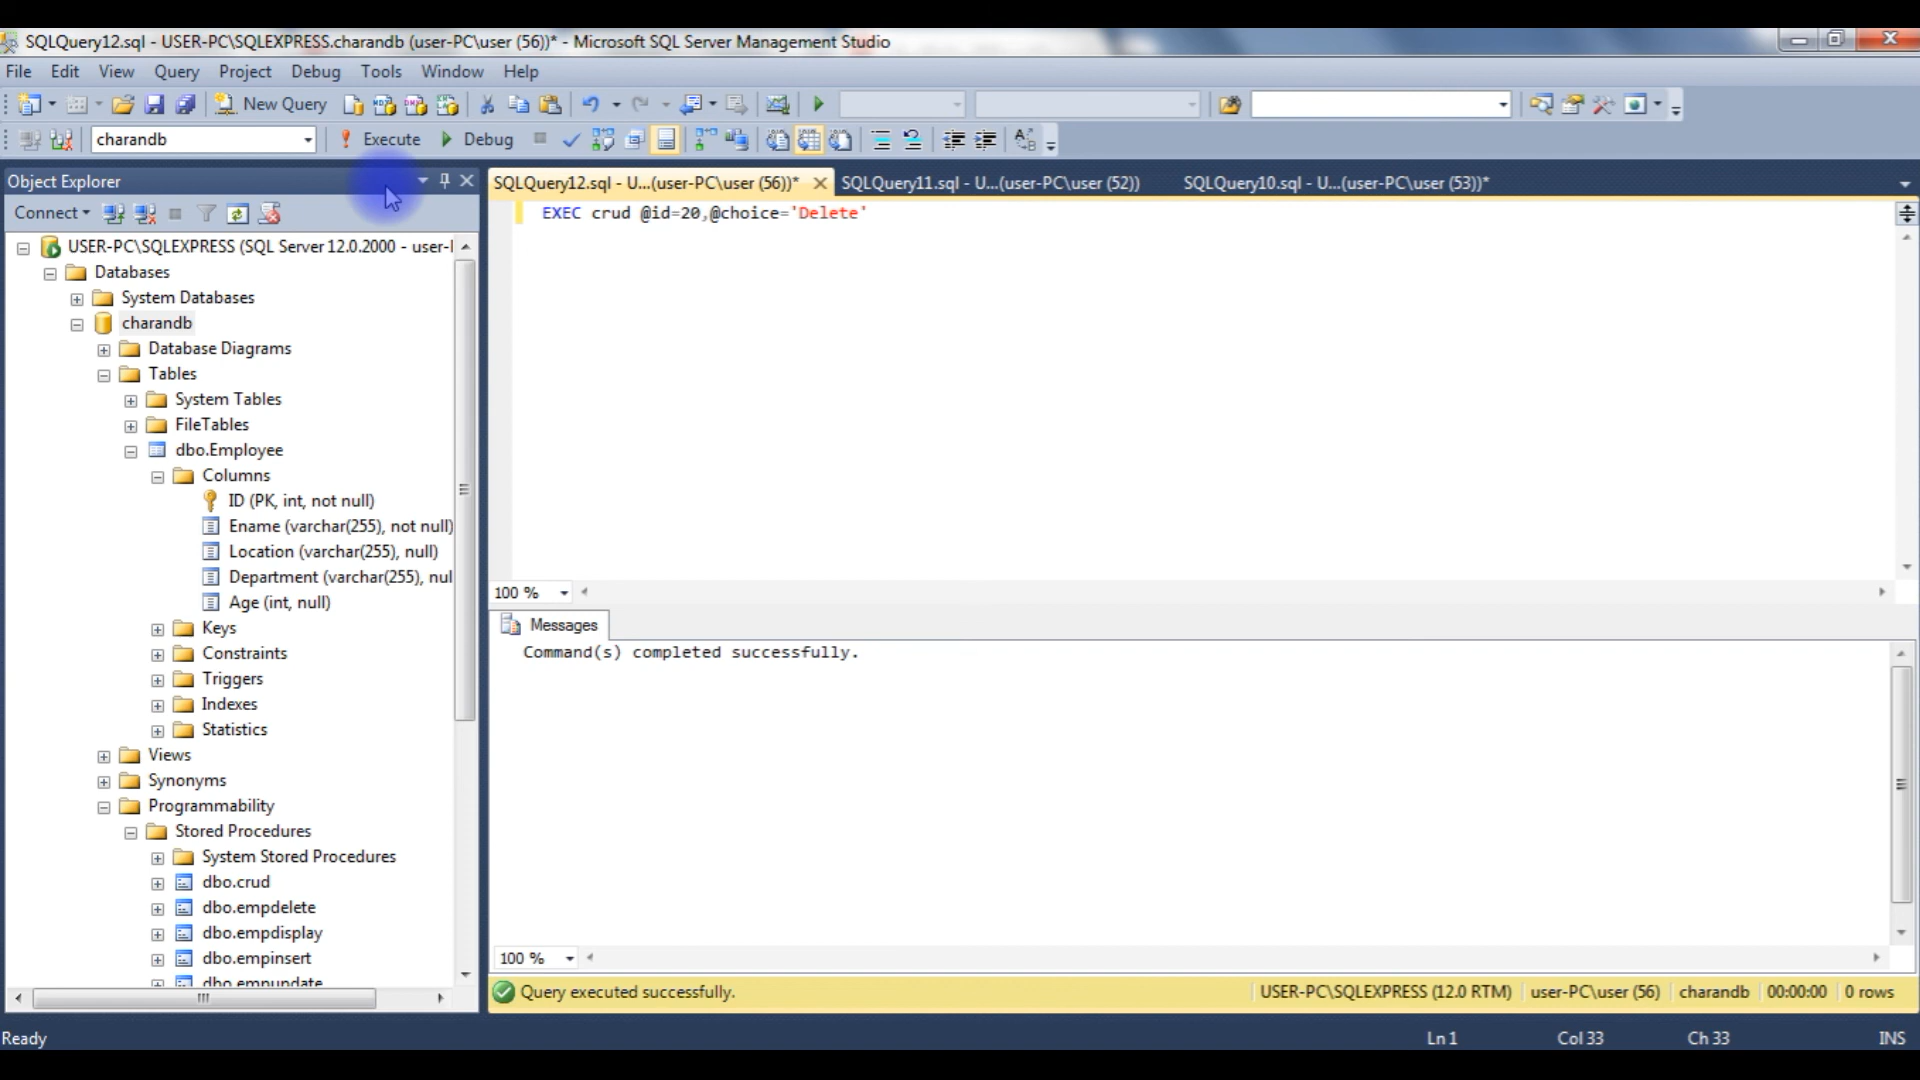 SQLQuery12.sql - USER-PC\SQLEXPRESS.charandb (user-PC\user (56))* - Microsoft SQL Server Management Studio
File Edit View Query Project Debug Tools Window Help
New Query
charandb Execute Debug
Object Explorer
SQLQuery12.sql - U...(user-PC\user (56))* SQLQuery11.sql - U...(user-PC\user (52)) SQLQuery10.sql - U...(user-PC\user (53))*
Connect
EXEC crud @id=20,@choice='Delete'
USER-PC\SQLEXPRESS (SQL Server 12.0.2000 - user-
Databases
System Databases
charandb
Database Diagrams
Tables
System Tables
FileTables
dbo.Employee
Columns
ID (PK, int, not null)
Ename (varchar(255), not null)
Location (varchar(255), null)
Department (varchar(255), nul
Age (int, null)
Keys
Constraints
Triggers
Indexes
Statistics
Views
Synonyms
Programmability
Stored Procedures
System Stored Procedures
dbo.crud
dbo.empdelete
dbo.empdisplay
dbo.empinsert
dbo.empupdate
100 %
Messages
Command(s) completed successfully.
100 %
Query executed successfully. USER-PC\SQLEXPRESS (12.0 RTM) user-PC\user (56) charandb 00:00:00 0 rows
Ready Ln 1 Col 33 Ch 33 INS